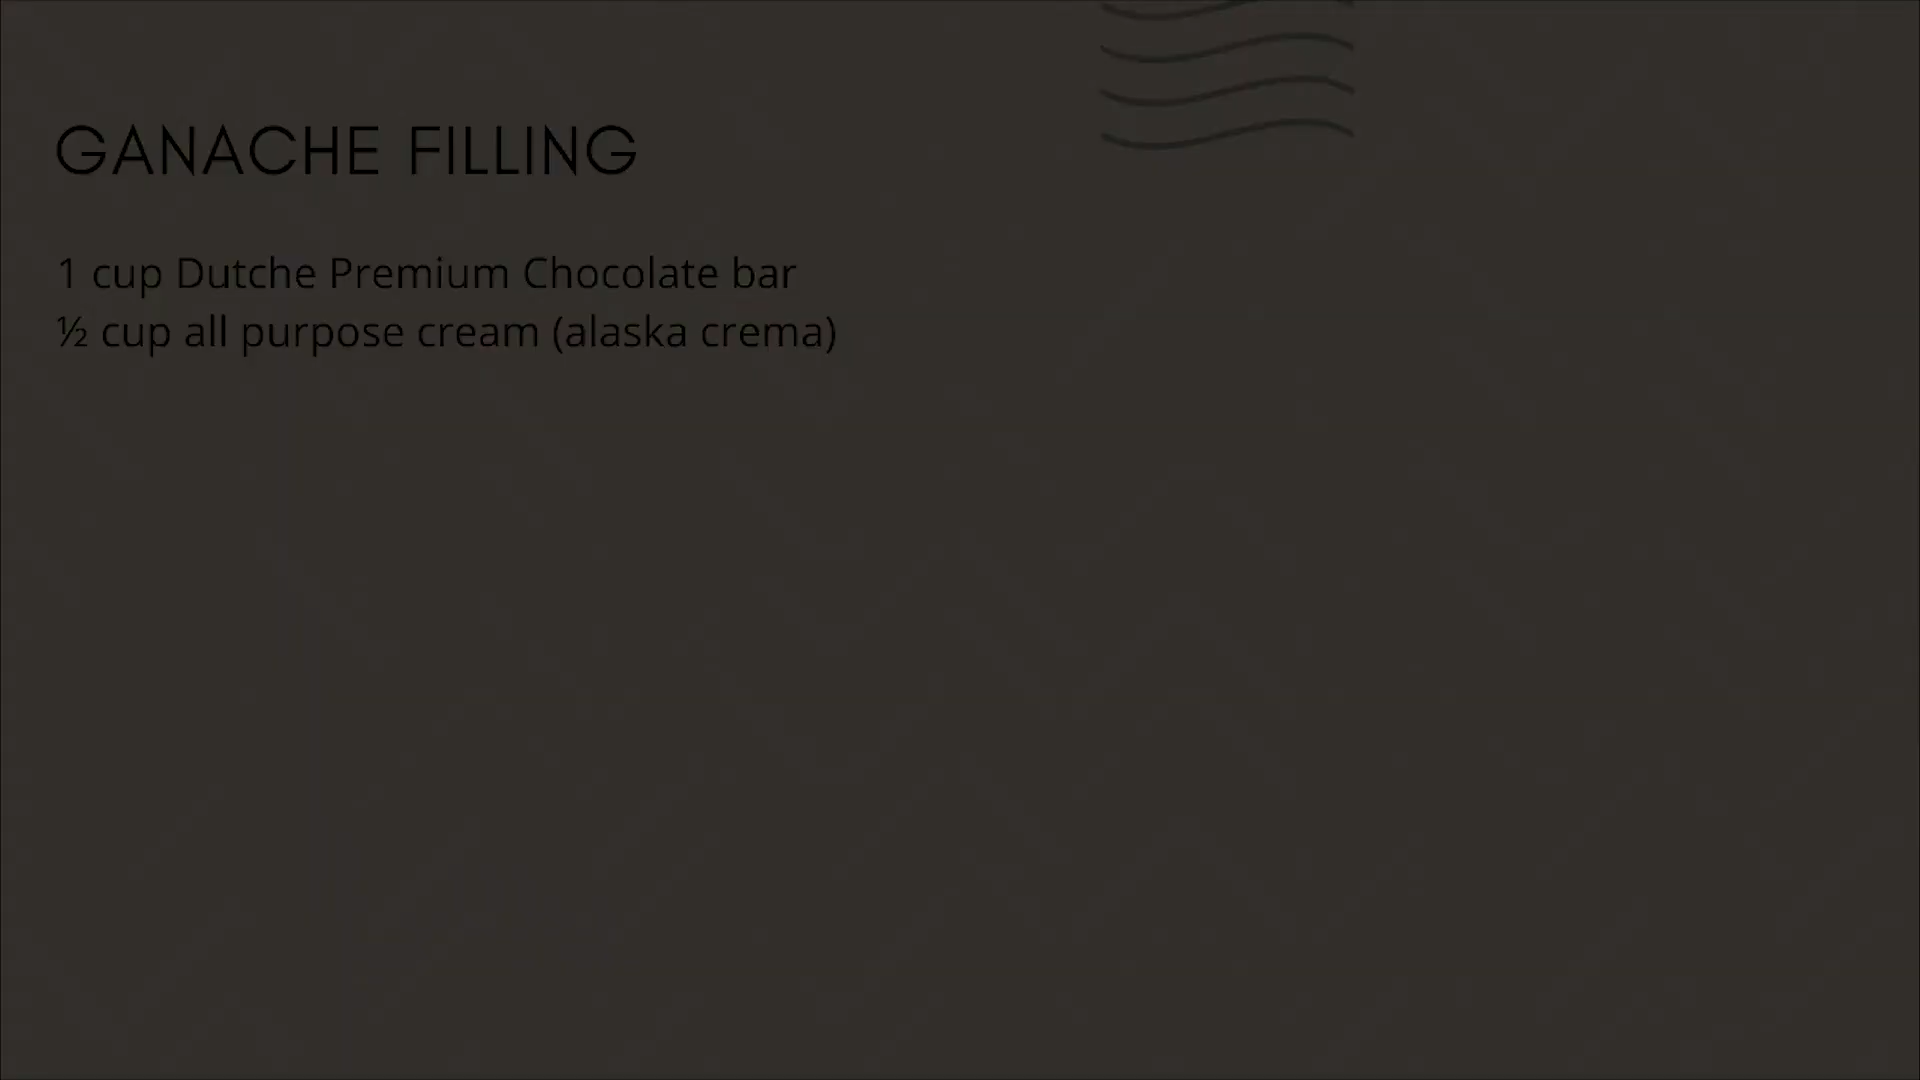 GANACHE FILLING
1 cup Dutche Premium Chocolate bar
½ cup all purpose cream (alaska crema)